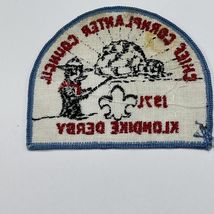 CHIEF CORNPLANTER COUNCIL
1971
KLONDIKE DERBY